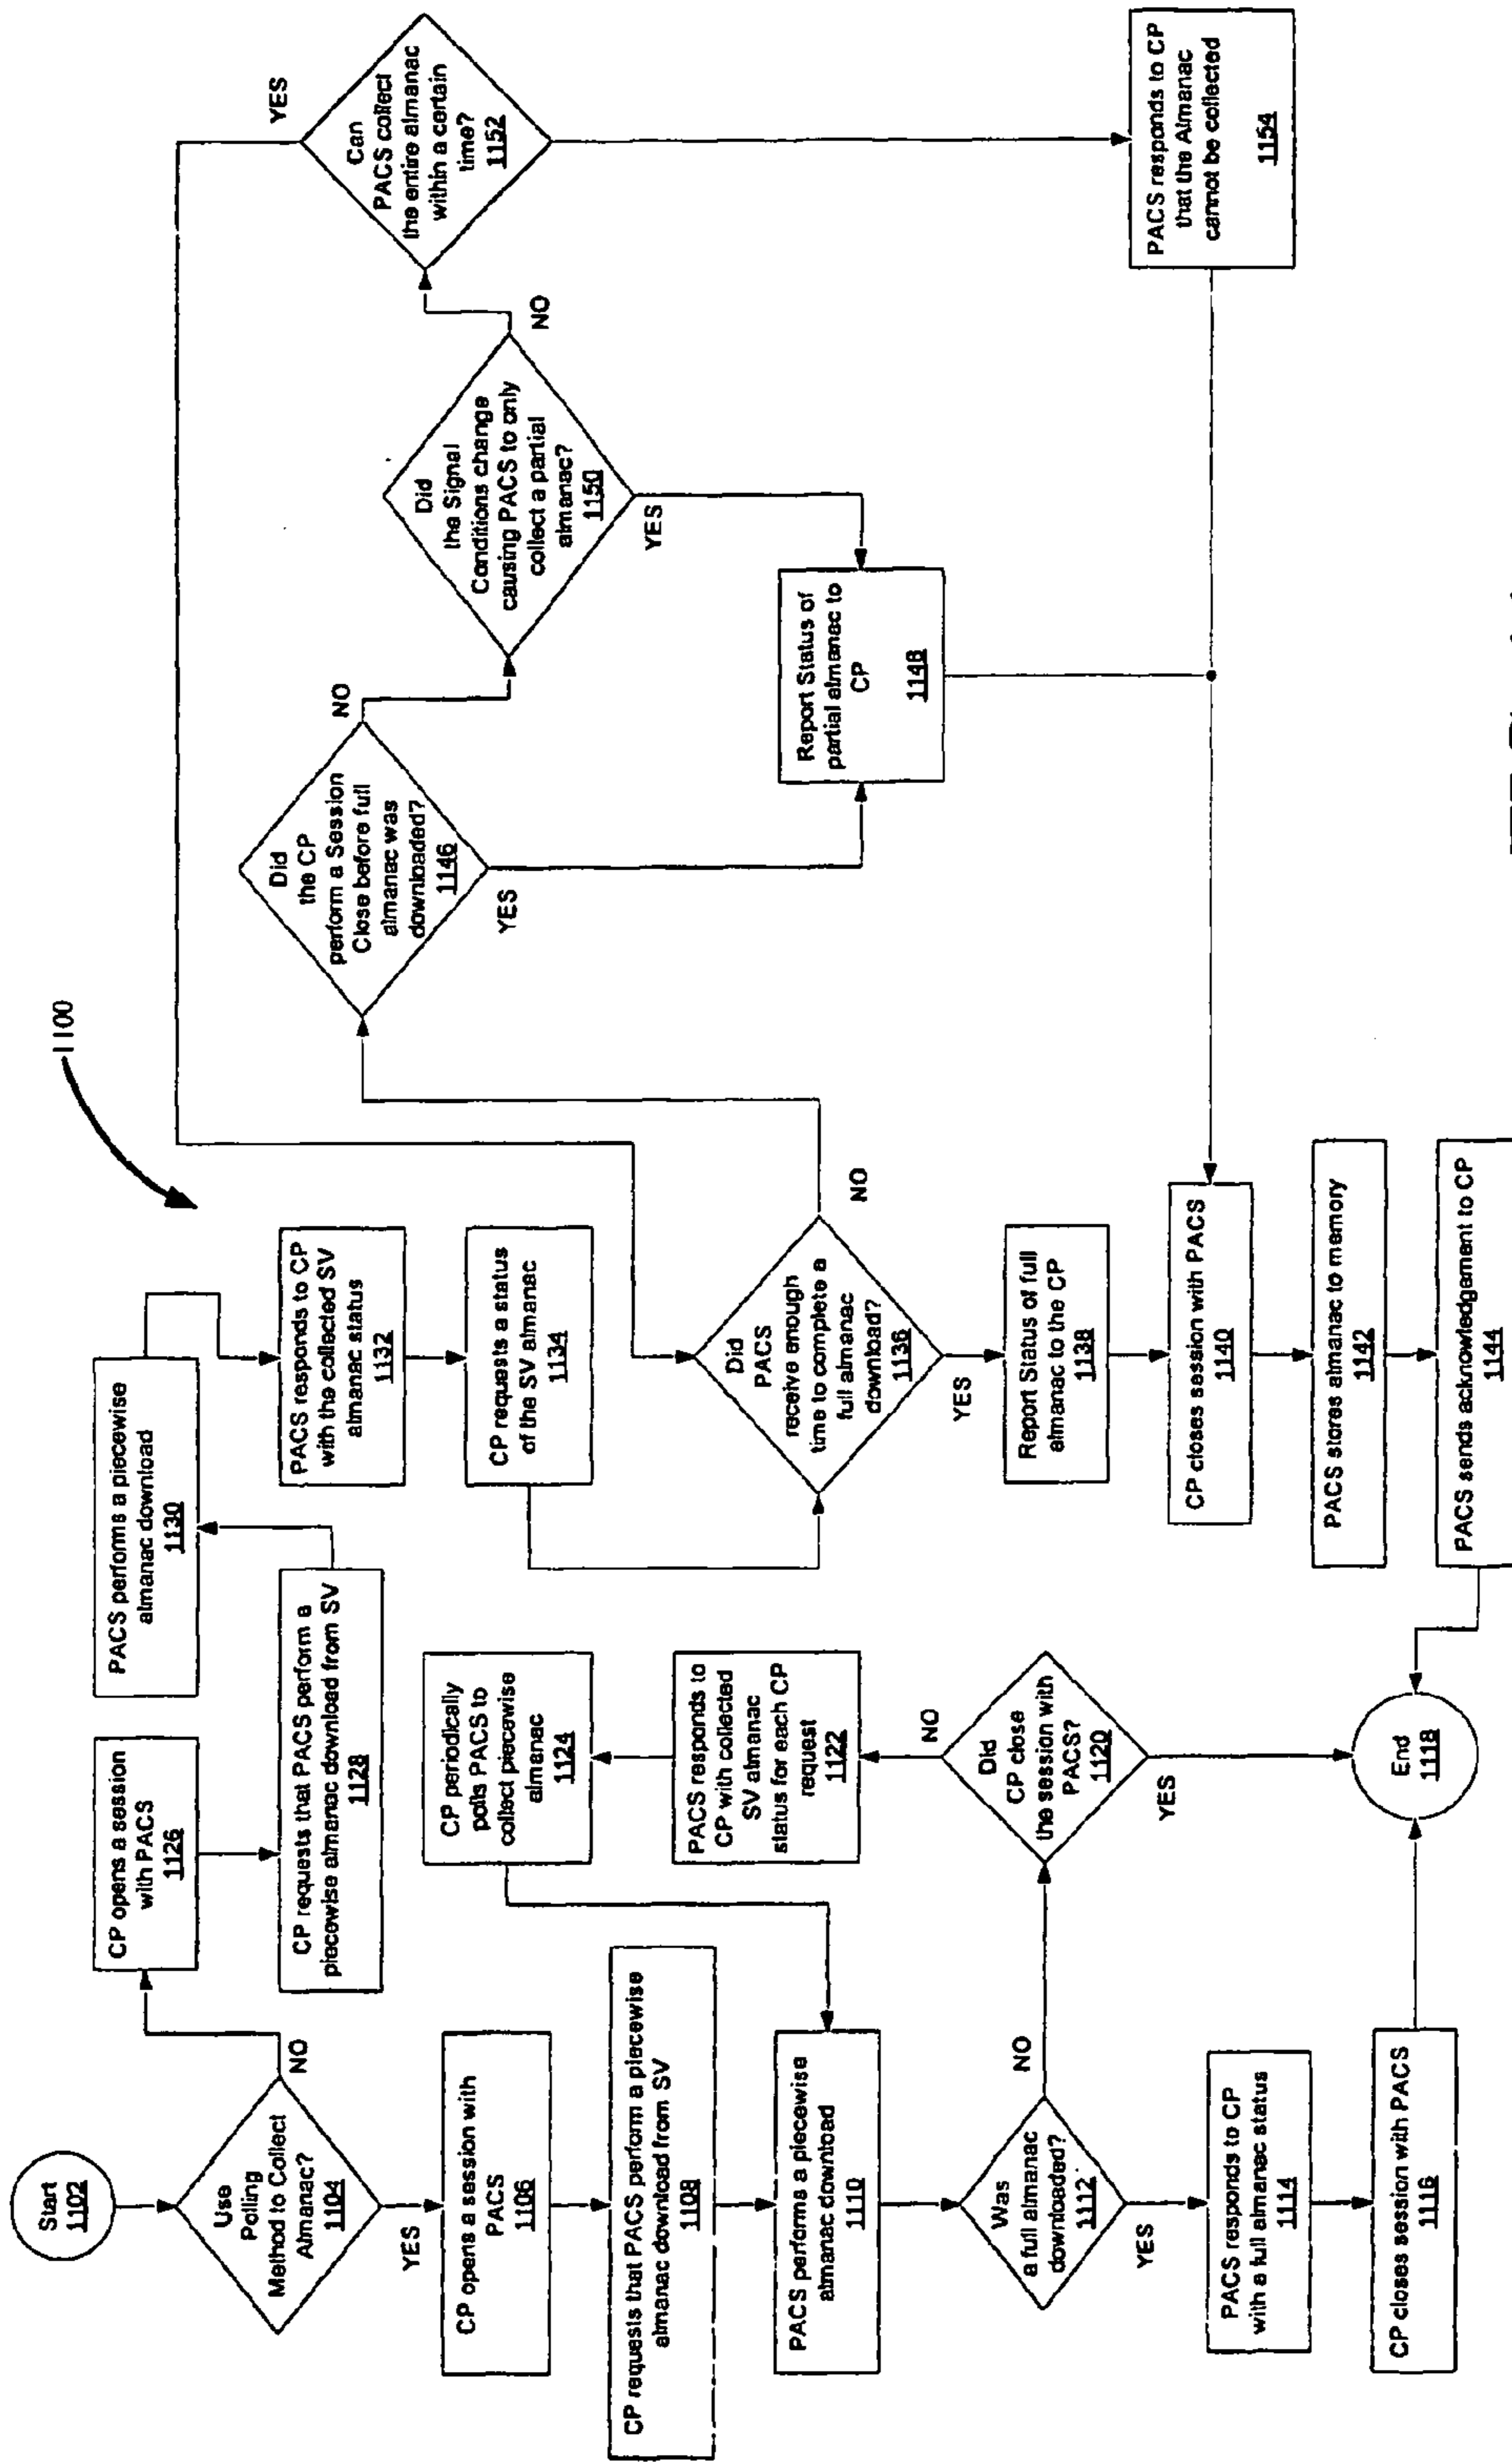 1100
Start
1102
Use
Polling
Method to Collect
Almanac?
1104
NO
YES
CP opens a session with
PACS
1106
CP requests that PACS perform a piecewise
almanac download from SV
1108
PACS performs a piecewise
almanac download
1110
Was
a full almanac
downloaded?
1112
NO
YES
PACS responds to CP
with a full almanac status
1114
CP closes session with PACS
1116
End
1118
Did
CP close
the session with
PACS?
1120
NO
YES
PACS responds to
CP with collected
SV almanac
status for each CP
request
1122
CP periodically
polls PACS to
collect piecewise
almanac
1124
CP opens a session
with PACS
1126
CP requests that PACS perform a
piecewise almanac download from SV
1128
PACS performs a piecewise
almanac download
1130
PACS responds to CP
with the collected SV
almanac status
1132
CP requests a status
of the SV almanac
1134
Did
PACS
receive enough
time to complete a
full almanac
download?
1136
NO
YES
Report Status of full
almanac to the CP
1138
CP closes session with PACS
1140
PACS stores almanac to memory
1142
PACS sends acknowledgement to CP
1144
Did
the CP
perform a Session
Close before full
almanac was
downloaded?
1146
NO
YES
Report Status of
partial almanac to
CP
1148
Did
the Signal
Conditions change
causing PACS to only
collect a partial
almanac?
1150
NO
YES
Can
PACS collect
the entire almanac
within a certain
time?
1152
YES
PACS responds to CP
that the Almanac
cannot be collected
1154